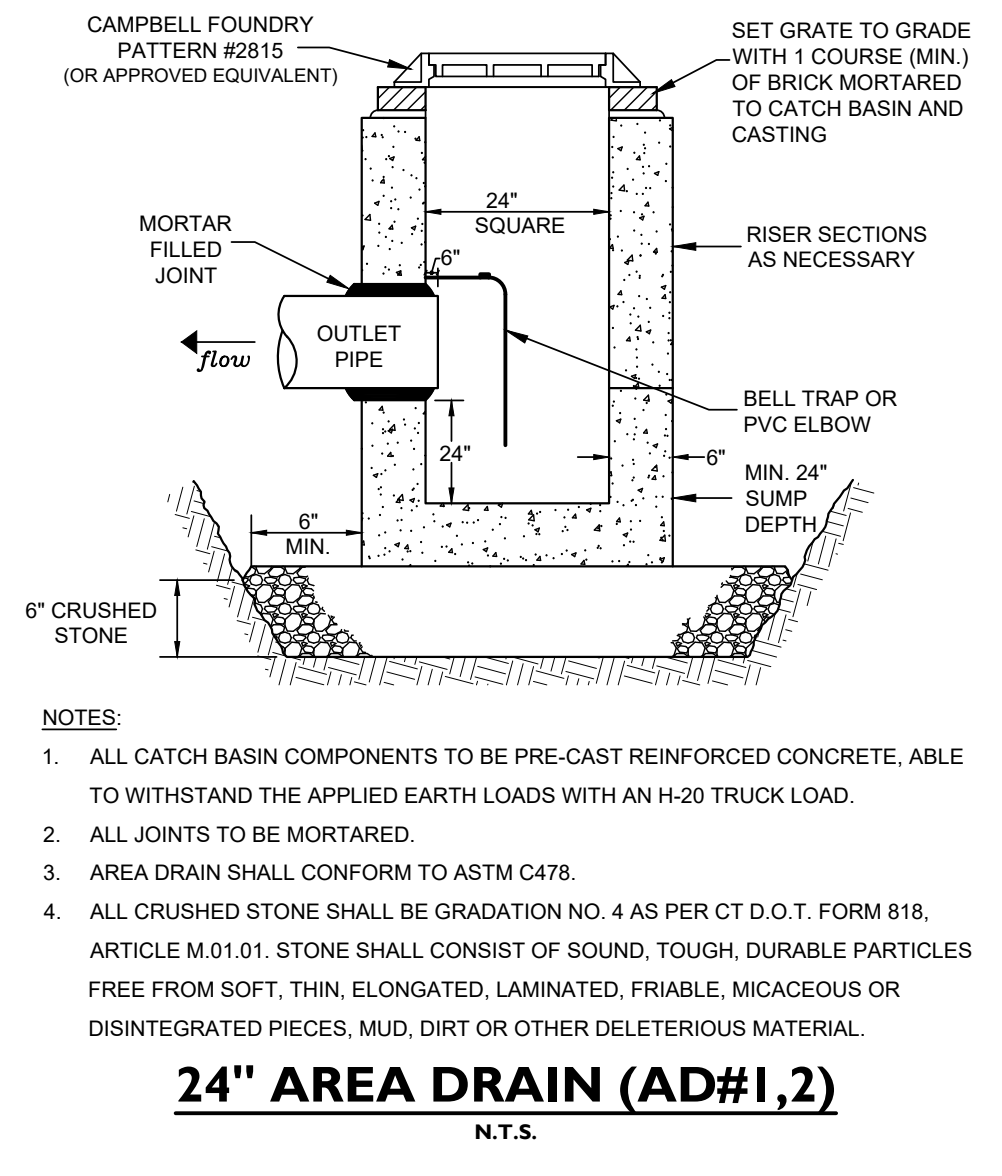 CAMPBELL FOUNDRY
PATTERN #2815
(OR APPROVED EQUIVALENT)
SET GRATE TO GRADE
WITH 1 COURSE (MIN.)
OF BRICK MORTARED
TO CATCH BASIN AND
CASTING
24"
SQUARE
MORTAR
FILLED
JOINT
6"
RISER SECTIONS
AS NECESSARY
OUTLET
PIPE
flow
BELL TRAP OR
PVC ELBOW
24"
6"
MIN. 24"
SUMP
DEPTH
6"
MIN.
6" CRUSHED
STONE
NOTES:
1. ALL CATCH BASIN COMPONENTS TO BE PRE-CAST REINFORCED CONCRETE, ABLE
TO WITHSTAND THE APPLIED EARTH LOADS WITH AN H-20 TRUCK LOAD.
2. ALL JOINTS TO BE MORTARED.
3. AREA DRAIN SHALL CONFORM TO ASTM C478.
4. ALL CRUSHED STONE SHALL BE GRADATION NO. 4 AS PER CT D.O.T. FORM 818,
ARTICLE M.01.01. STONE SHALL CONSIST OF SOUND, TOUGH, DURABLE PARTICLES
FREE FROM SOFT, THIN, ELONGATED, LAMINATED, FRIABLE, MICACEOUS OR
DISINTEGRATED PIECES, MUD, DIRT OR OTHER DELETERIOUS MATERIAL.
24" AREA DRAIN (AD#1,2)
N.T.S.